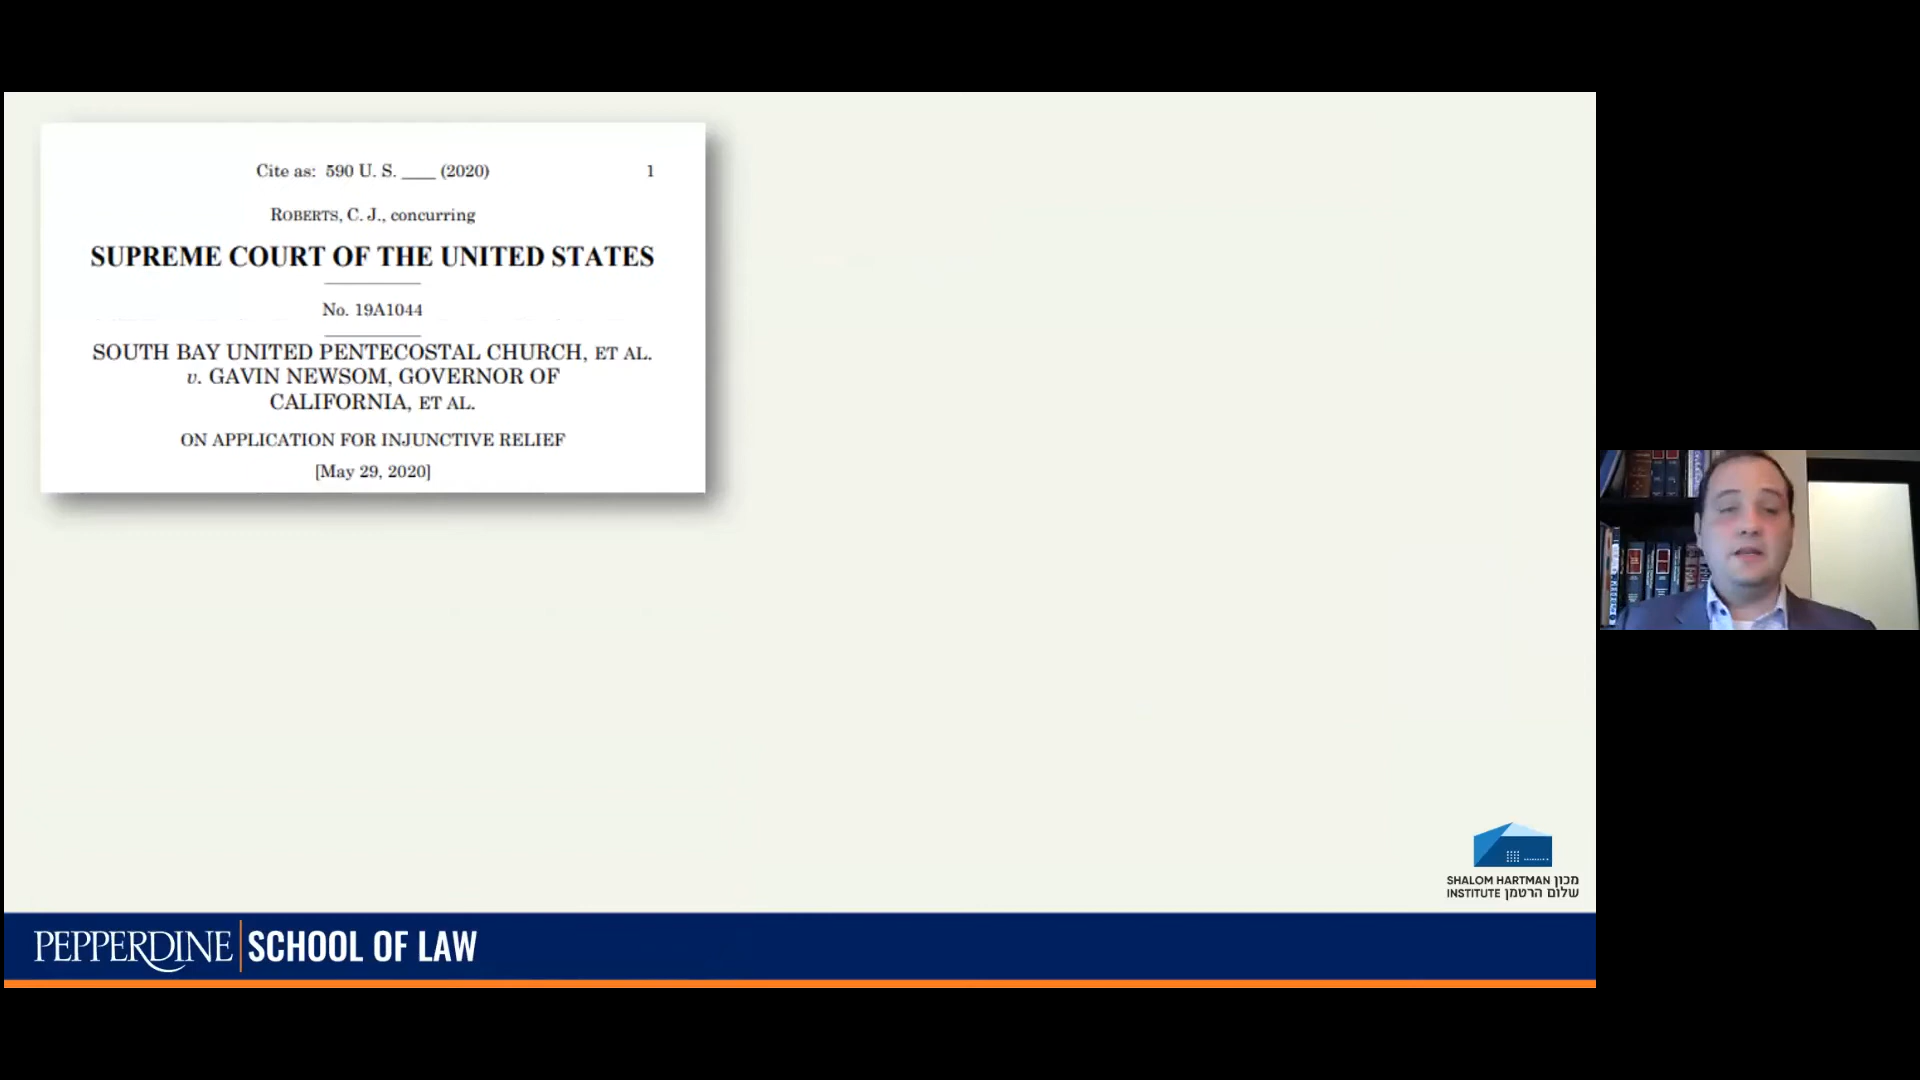 Cite as: 590 U. S. ____ (2020) 1
ROBERTS, C. J., concurring
SUPREME COURT OF THE UNITED STATES
No. 19A1044
SOUTH BAY UNITED PENTECOSTAL CHURCH, ET AL.
v. GAVIN NEWSOM, GOVERNOR OF
CALIFORNIA, ET AL.
ON APPLICATION FOR INJUNCTIVE RELIEF
[May 29, 2020]
SHALOM HARTMAN מכון
INSTITUTE שלום הרטמן
PEPPERDINE SCHOOL OF LAW